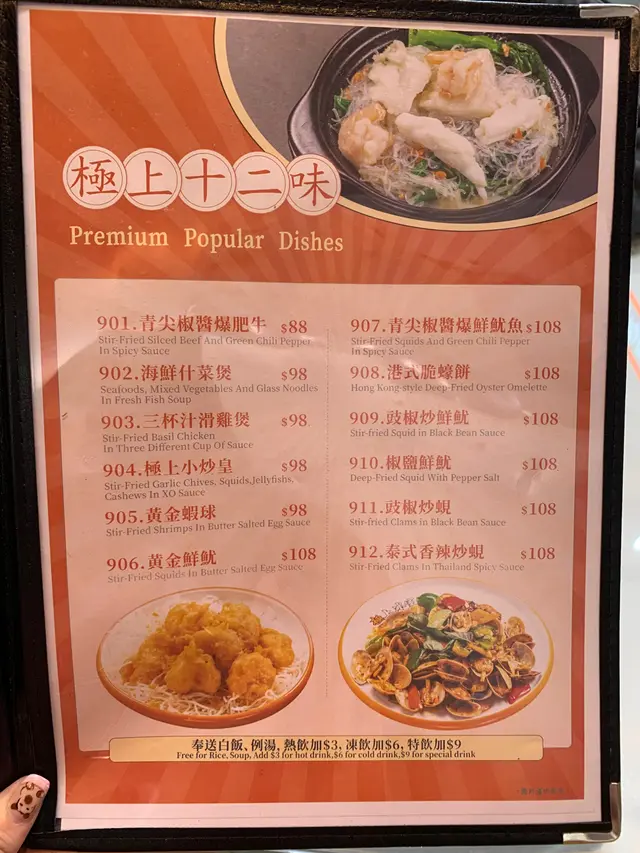 極上十二味
Premium Popular Dishes
901.青尖椒醬爆肥牛 $88
Stir-Fried Silced Beef And Green Chili Pepper
In Spicy Sauce
902.海鮮什菜煲 $98
Seafoods, Mixed Vegetables And Glass Noodles
In Fresh Fish Soup
903.三杯汁滑雞煲 $98
Stir-Fried Basil Chicken
In Three Different Cup Of Sauce
904.極上小炒皇 $98
Stir-Fried Garlic Chives, Squids,Jellyfishs,
Cashews In XO Sauce
905.黃金蝦球 $98
Stir-Fried Shrimps In Butter Salted Egg Sauce
906.黃金鮮魷 $108
Stir-Fried Squids In Butter Salted Egg Sauce
907.青尖椒醬爆鮮魷魚 $108
Stir-Fried Squids And Green Chili Pepper
In Spicy Sauce
908.港式脆蠔餅 $108
Hong Kong-style Deep-Fried Oyster Omelette
909.豉椒炒鮮魷 $108
Stir-fried Squid in Black Bean Sauce
910.椒鹽鮮魷 $108
Deep-Fried Squid With Pepper Salt
911.豉椒炒蜆 $108
Stir-fried Clams in Black Bean Sauce
912.泰式香辣炒蜆 $108
Stir-Fried Clams In Thailand Spicy Sauce
奉送白飯、例湯, 熱飲加$3, 凍飲加$6, 特飲加$9
Free for Rice, Soup, Add $3 for hot drink,$6 for cold drink,$9 for special drink